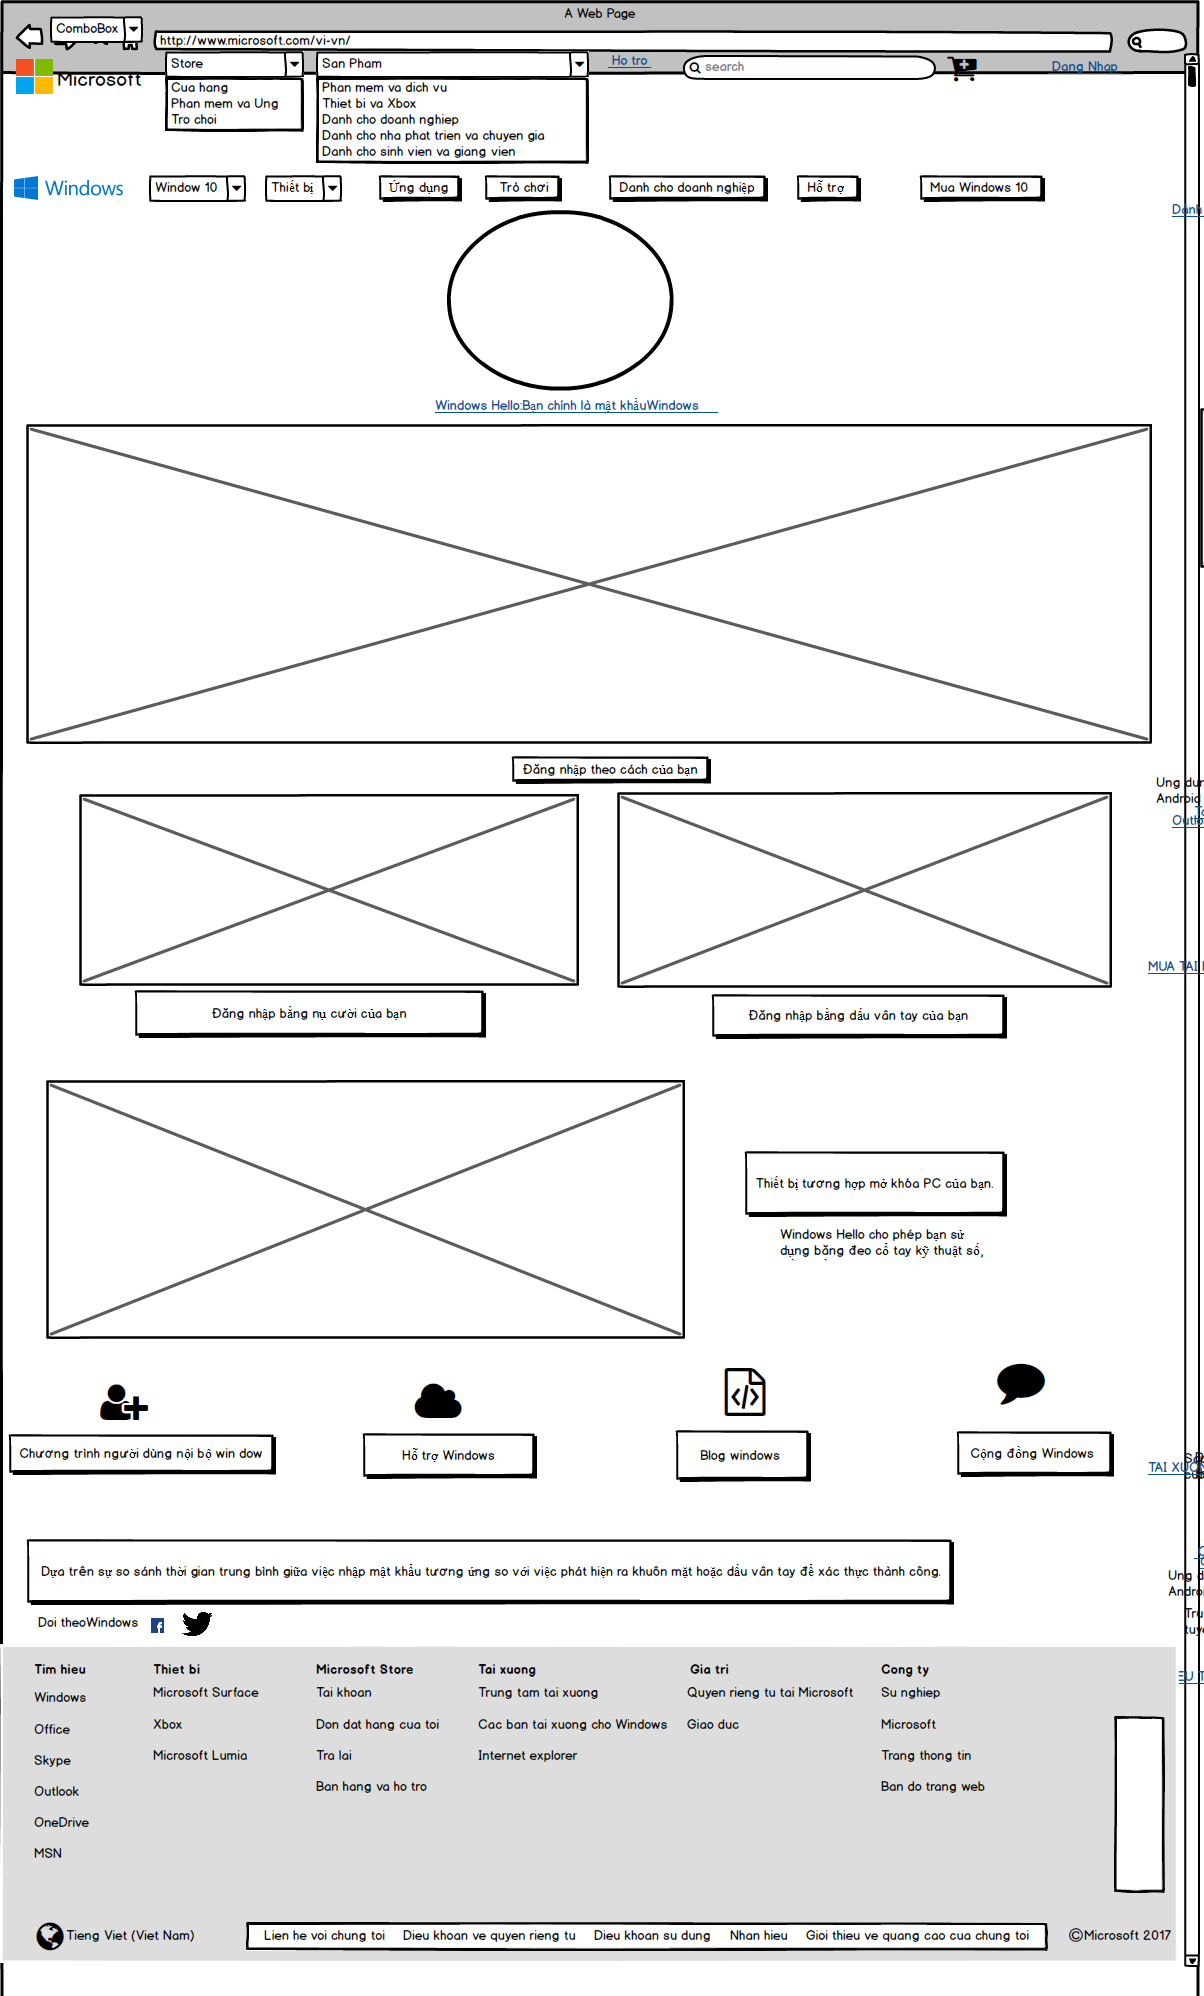 A Web Page
ComboBox
http://www.microsoft.com/vi-vn/
Microsoft
Store
San Pham
Ho tro
search
Dang Nhap
Cua hang
Phan mem va Ung
Tro choi
Phan mem va dich vu
Thiet bi va Xbox
Danh cho doanh nghiep
Danh cho nha phat trien va chuyen gia
Danh cho sinh vien va giang vien
Windows
Window 10
Thiết bị
Ứng dụng
Trò chơi
Danh cho doanh nghiệp
Hỗ trợ
Mua Windows 10
Windows Hello:Bạn chính là mật khẩuWindows
Đăng nhập theo cách của bạn
Ung dun
Android
Outlo
MUA TAI
Đăng nhập bằng nụ cười của bạn
Đăng nhập bằng dấu vân tay của bạn
Thiết bị tương hợp mở khóa PC của bạn.
Windows Hello cho phép bạn sử
dụng băng đeo cổ tay kỹ thuật số,
Chương trình người dùng nội bộ win dow
Hỗ trợ Windows
Blog windows
Cộng đồng Windows
TAI XUO
Dựa trên sự so sánh thời gian trung bình giữa việc nhập mật khẩu tương ứng so với việc phát hiện ra khuôn mặt hoặc dấu vân tay để xác thực thành công.
Ung d
Andro
Tru
tuy
Doi theoWindows
Tim hieu
Windows
Office
Skype
Outlook
OneDrive
MSN
Thiet bi
Microsoft Surface
Xbox
Microsoft Lumia
Microsoft Store
Tai khoan
Don dat hang cua toi
Tra lai
Ban hang va ho tro
Tai xuong
Trung tam tai xuong
Cac ban tai xuong cho Windows
Internet explorer
Gia tri
Quyen rieng tu tai Microsoft
Giao duc
Cong ty
Su nghiep
Microsoft
Trang thong tin
Ban do trang web
Tieng Viet (Viet Nam)
Lien he voi chung toi
Dieu khoan ve quyen rieng tu
Dieu khoan su dung
Nhan hieu
Gioi thieu ve quang cao cua chung toi
©Microsoft 2017